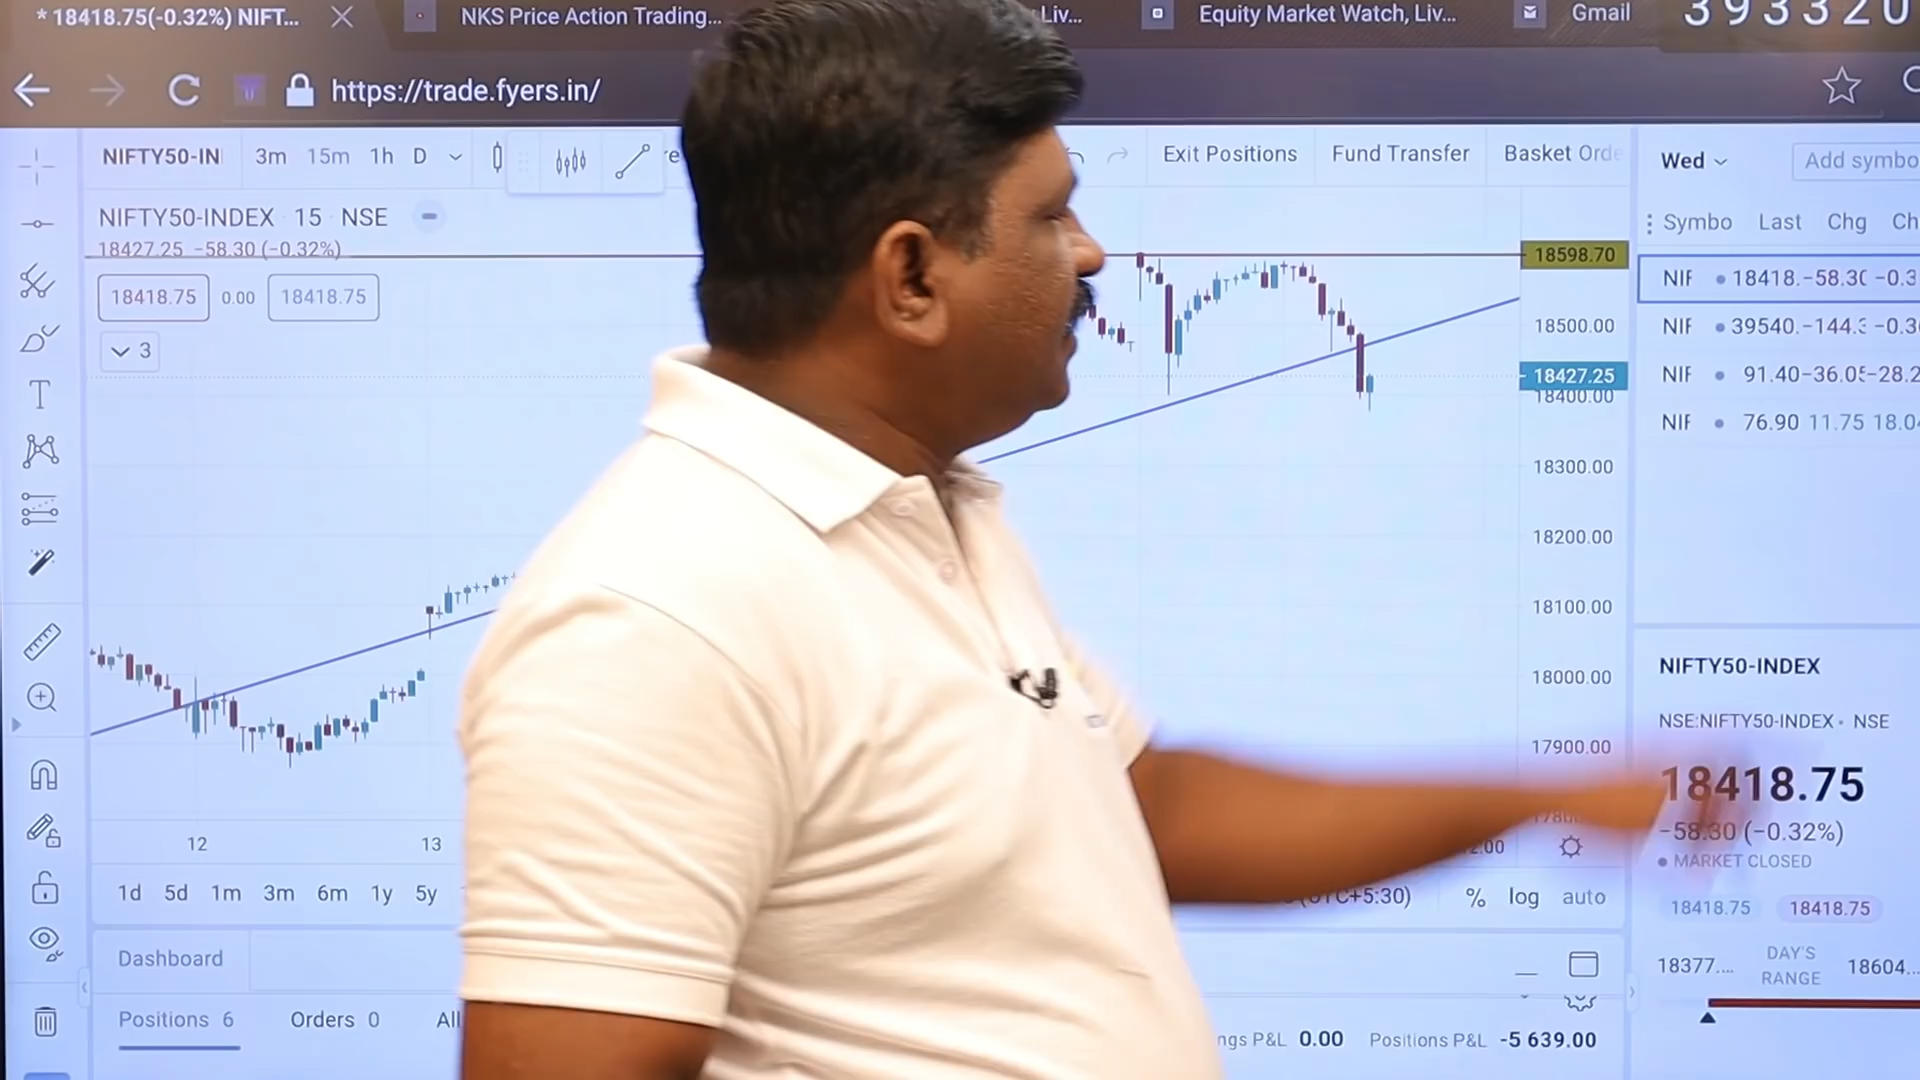 * 18418.75(-0.32%) NIFT...
NKS Price Action Trading...
Liv...
Equity Market Watch, Liv...
Gmail
393320
https://trade.fyers.in/
NIFTY50-IN
3m 15m 1h D
Exit Positions
Fund Transfer
Basket Orde
Wed
Add symbo
NIFTY50-INDEX 15 NSE
18427.25 −58.30 (−0.32%)
Symbo Last Chg Ch
18598.70
18418.75 0.00 18418.75
NIF 18418. −58.30 −0.3
18500.00
NIF 39540. −144.3 −0.3
3
18427.25
NIF 91.40 −36.05 −28.2
18400.00
NIF 76.90 11.75 18.04
18300.00
18200.00
18100.00
18000.00
NIFTY50-INDEX
NSE:NIFTY50-INDEX • NSE
17900.00
18418.75
−58.30 (−0.32%)
12 13
MARKET CLOSED
1d 5d 1m 3m 6m 1y 5y
UTC+5:30)
% log auto
18418.75 18418.75
Dashboard
18377.... DAY'S RANGE 18604...
Positions 6 Orders 0 All
ngs P&L 0.00 Positions P&L -5 639.00